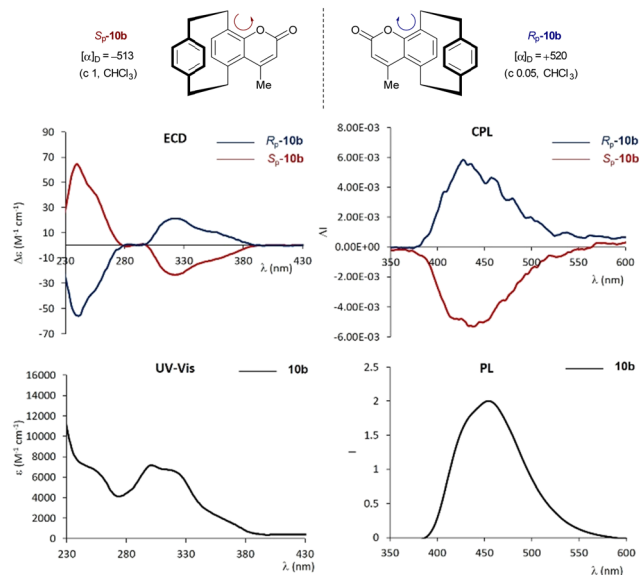 Sp-10b
[α]D = –513
(c 1, CHCl3)
O
O
Me
Rp-10b
[α]D = +520
(c 0.05, CHCl3)
O
O
Me
ECD
Rp-10b
Sp-10b
90
70
50
30
10
-10
-30
-50
-70
230
280
330
380
430
Δε (M-1 cm-1)
λ (nm)
CPL
Rp-10b
Sp-10b
8.00E-03
6.00E-03
4.00E-03
2.00E-03
0.00E+00
-2.00E-03
-4.00E-03
-6.00E-03
350
400
450
500
550
600
ΔI
λ (nm)
UV-Vis
10b
16000
14000
12000
10000
8000
6000
4000
2000
0
230
280
330
380
430
ε (M-1 cm-1)
λ (nm)
PL
10b
2.5
2
1.5
1
0.5
0
350
400
450
500
550
600
I
λ (nm)